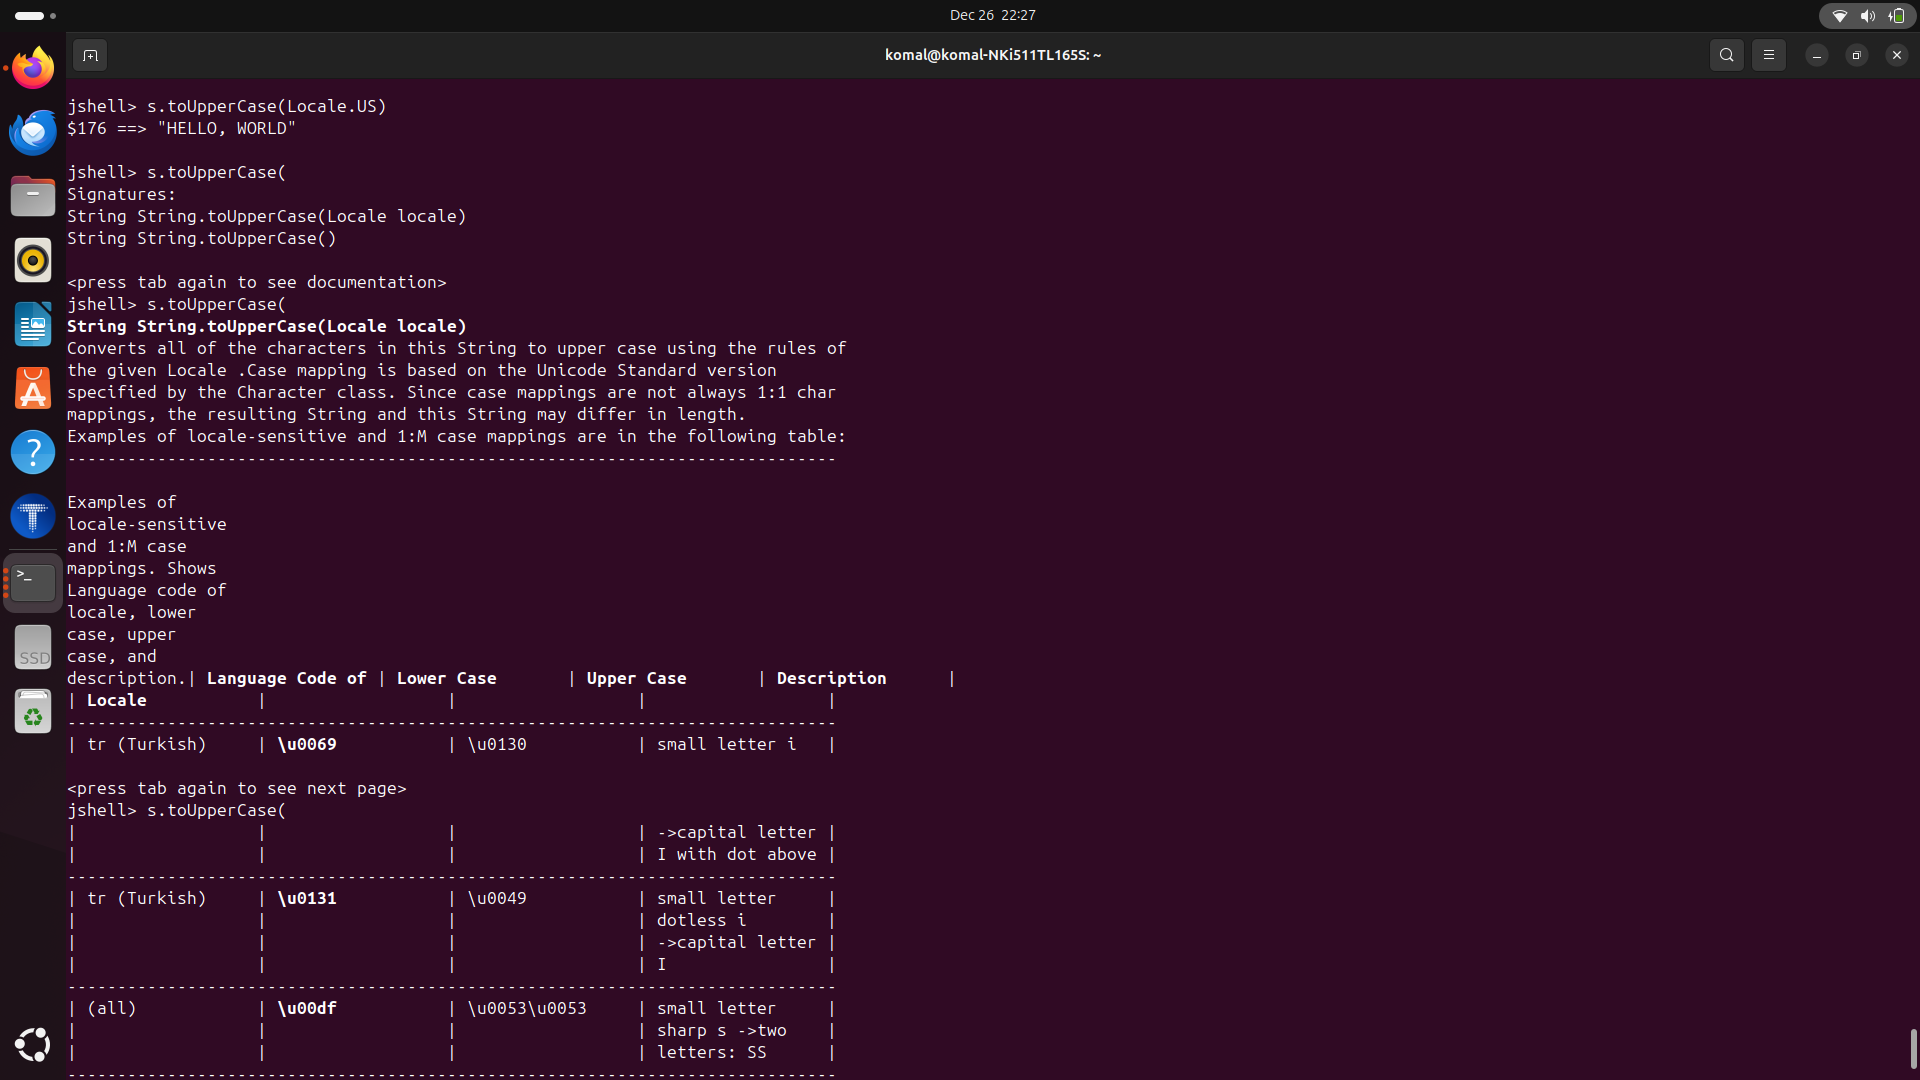 Dec 26 22:27
komal@komal-NKi511TL165S: ~
jshell> s.toUpperCase(Locale.US)
$176 ==> "HELLO, WORLD"
jshell> s.toUpperCase(
Signatures:
String String.toUpperCase(Locale locale)
String String.toUpperCase()
<press tab again to see documentation>
jshell> s.toUpperCase(
String String.toUpperCase(Locale locale)
Converts all of the characters in this String to upper case using the rules of
the given Locale .Case mapping is based on the Unicode Standard version
specified by the Character class. Since case mappings are not always 1:1 char
mappings, the resulting String and this String may differ in length.
Examples of locale-sensitive and 1:M case mappings are in the following table:
-----------------------------------------------------------------------------
Examples of
locale-sensitive
and 1:M case
mappings. Shows
Language code of
locale, lower
case, upper
case, and
description.| Language Code of | Lower Case       | Upper Case       | Description      |
| Locale           |                  |                  |                  |
-----------------------------------------------------------------------------
| tr (Turkish)     | \u0069           | \u0130           | small letter i   |
<press tab again to see next page>
jshell> s.toUpperCase(
|                  |                  |                  | ->capital letter |
|                  |                  |                  | I with dot above |
-----------------------------------------------------------------------------
| tr (Turkish)     | \u0131           | \u0049           | small letter     |
|                  |                  |                  | dotless i        |
|                  |                  |                  | ->capital letter |
|                  |                  |                  | I                |
-----------------------------------------------------------------------------
| (all)            | \u00df           | \u0053\u0053     | small letter     |
|                  |                  |                  | sharp s ->two    |
|                  |                  |                  | letters: SS      |
-----------------------------------------------------------------------------
SSD